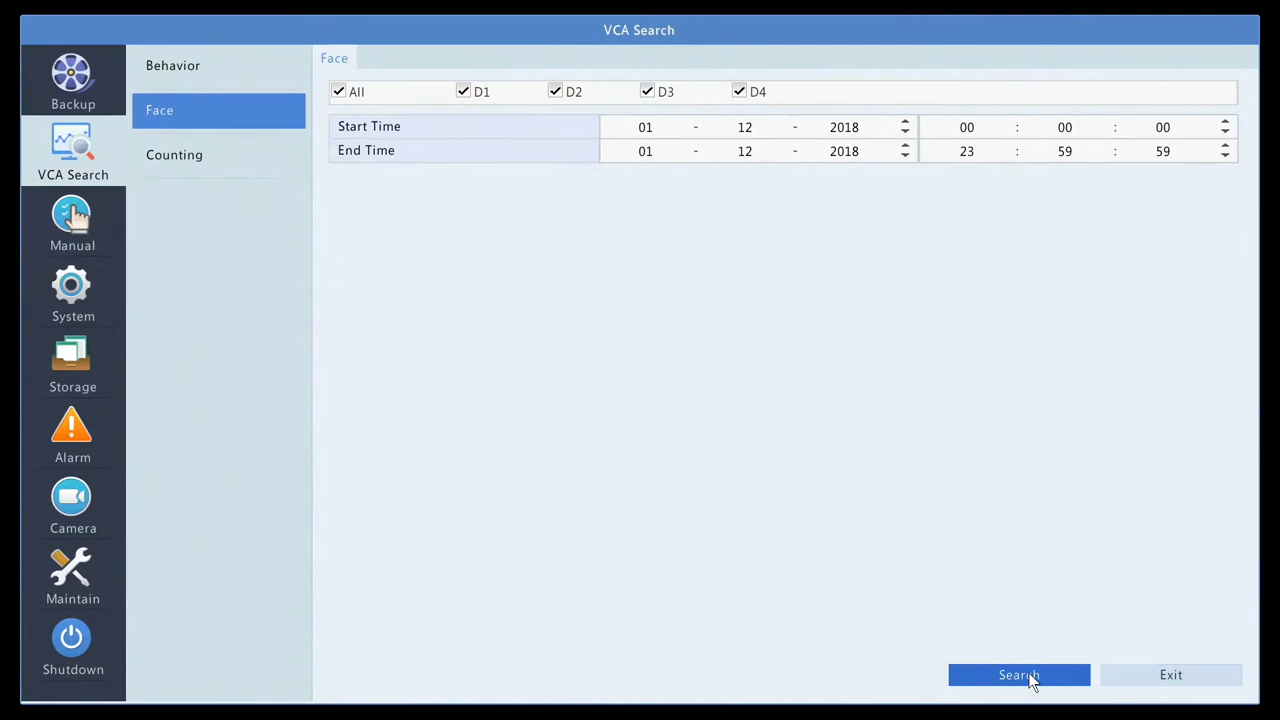 VCA Search
Backup
VCA Search
Manual
System
Storage
Alarm
Camera
Maintain
Shutdown
Behavior
Face
Counting
Face
All D1 D2 D3 D4
Start Time 01 - 12 - 2018 00 : 00 : 00
End Time 01 - 12 - 2018 23 : 59 : 59
Search Exit